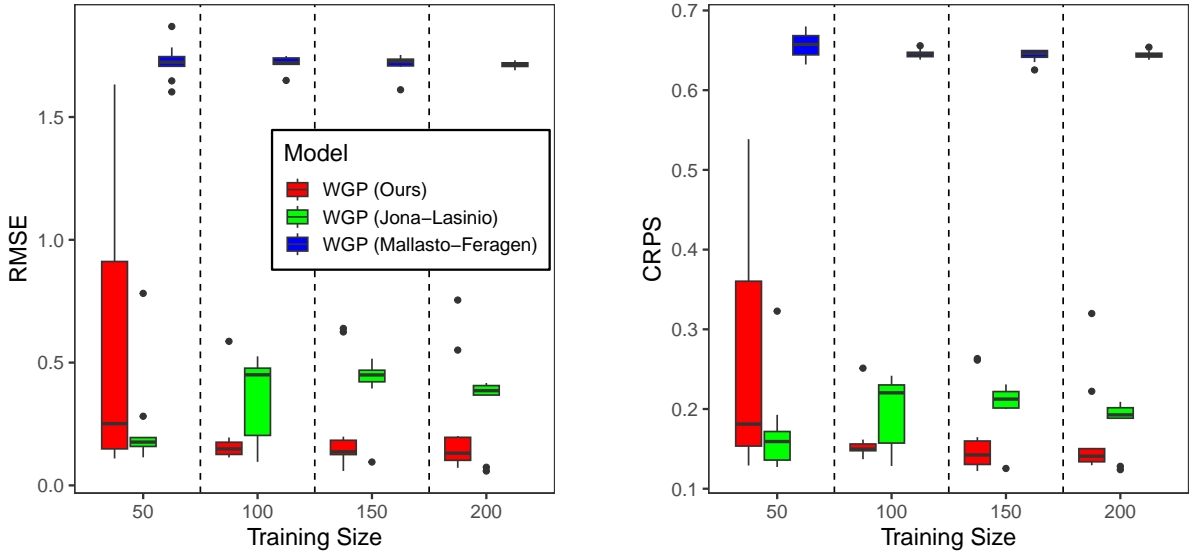 RMSE
1.5
1.0
0.5
0.0
50
100
150
200
Training Size
Model
WGP (Ours)
WGP (Jona−Lasinio)
WGP (Mallasto−Feragen)
CRPS
0.7
0.6
0.5
0.4
0.3
0.2
0.1
50
100
150
200
Training Size